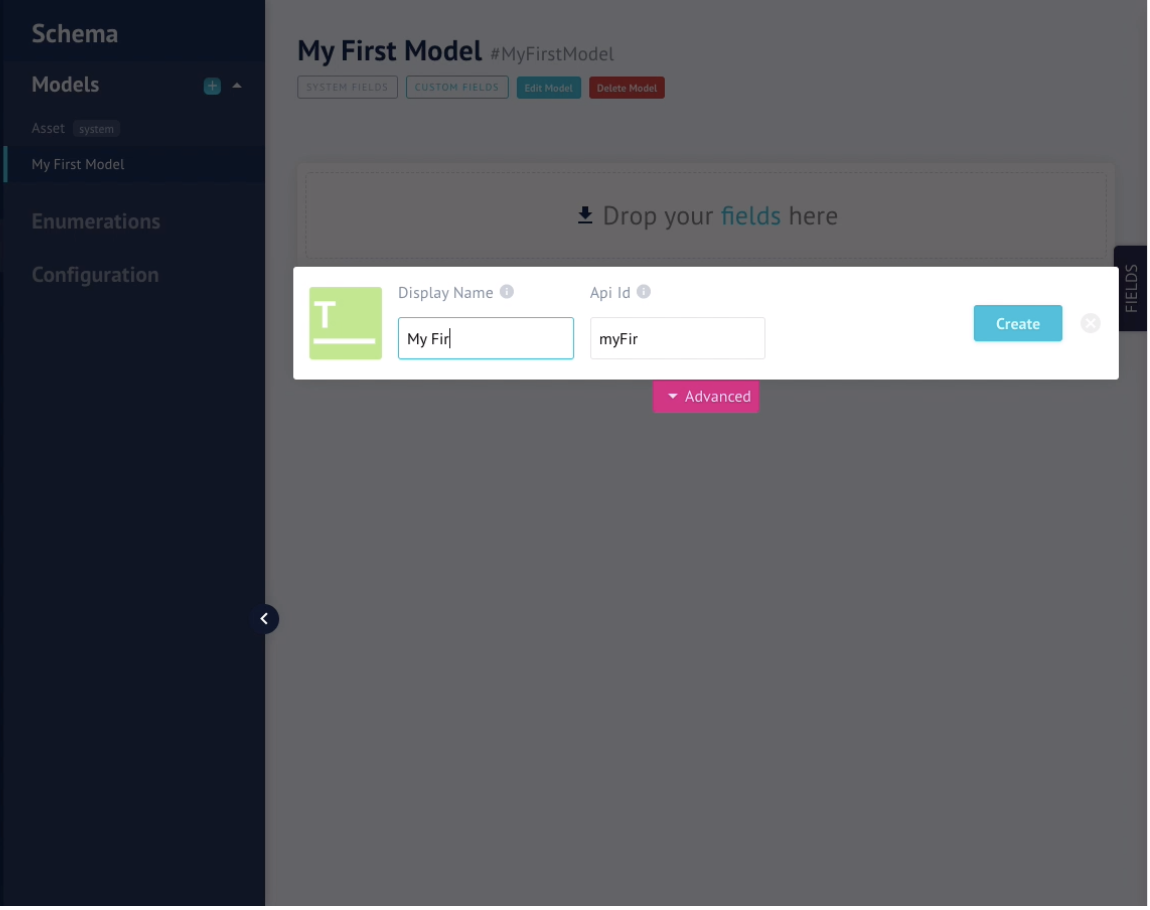 Schema
Models
Asset system
My First Model
Enumerations
Configuration
My First Model #MyFirstModel
SYSTEM FIELDS CUSTOM FIELDS Edit Model Delete Model
Drop your fields here
FIELDS
T
Display Name Api Id
My Fir myFir
Create
Advanced